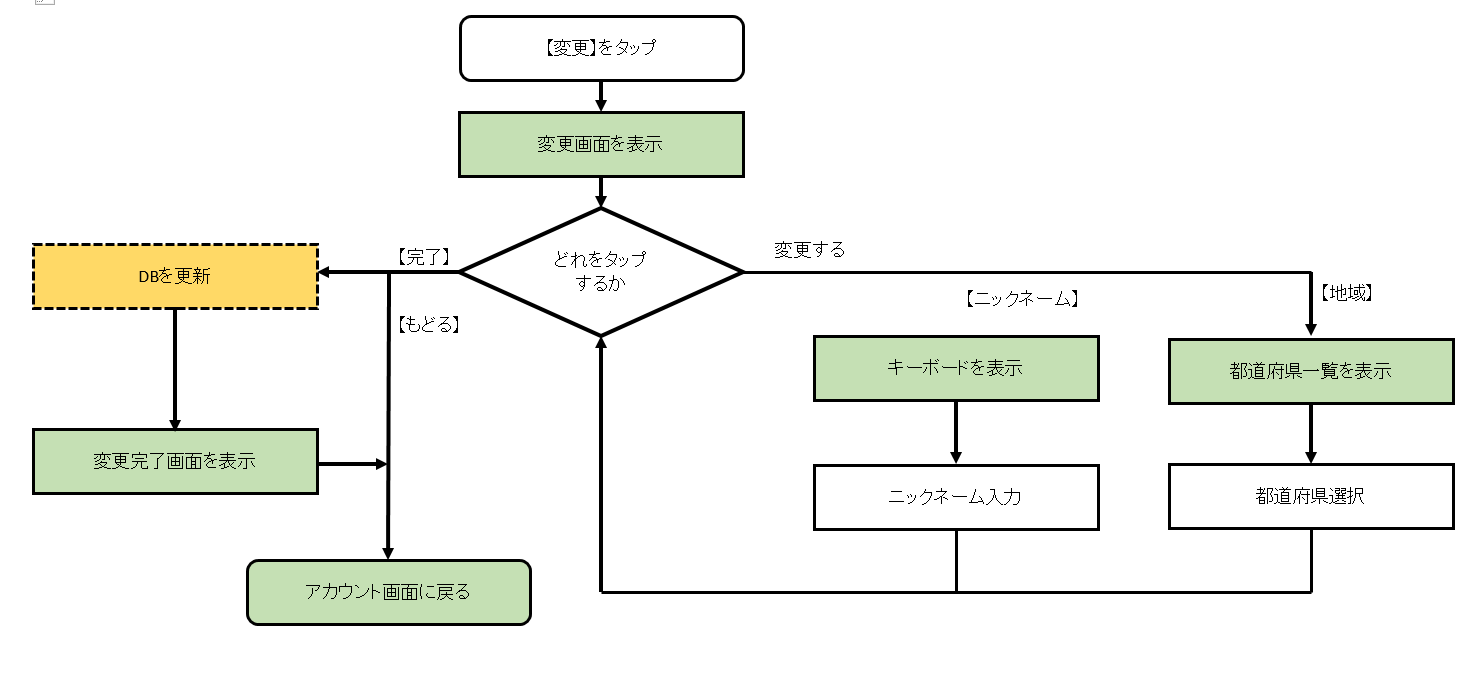 【変更】をタップ
変更画面を表示
どれをタップ
するか
【完了】
変更する
DBを更新
【もどる】
【ニックネーム】
【地域】
キーボードを表示
都道府県一覧を表示
変更完了画面を表示
ニックネーム入力
都道府県選択
アカウント画面に戻る